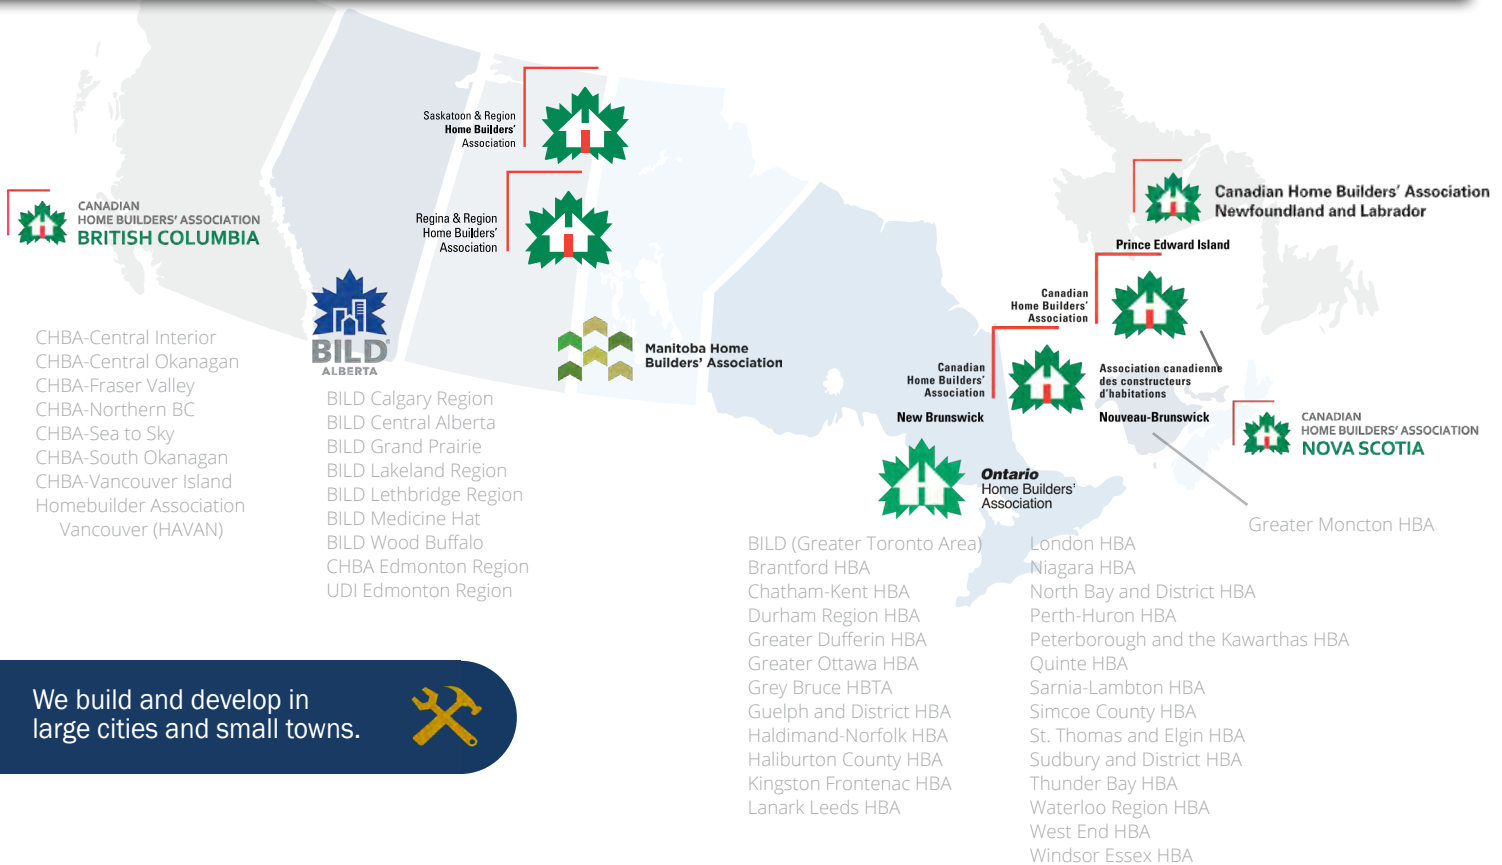 Saskatoon & Region
Home Builders'
Association
Regina & Region
Home Builders'
Association
CANADIAN
HOME BUILDERS' ASSOCIATION
BRITISH COLUMBIA
CHBA-Central Interior
CHBA-Central Okanagan
CHBA-Fraser Valley
CHBA-Northern BC
CHBA-Sea to Sky
CHBA-South Okanagan
CHBA-Vancouver Island
Homebuilder Association
Vancouver (HAVAN)
BILD®
ALBERTA
BILD Calgary Region
BILD Central Alberta
BILD Grand Prairie
BILD Lakeland Region
BILD Lethbridge Region
BILD Medicine Hat
BILD Wood Buffalo
CHBA Edmonton Region
UDI Edmonton Region
Manitoba Home
Builders' Association
Canadian Home Builders' Association
Newfoundland and Labrador
Prince Edward Island
Canadian
Home Builders'
Association
Canadian
Home Builders'
Association
New Brunswick
Association canadienne
des constructeurs
d'habitations
Nouveau-Brunswick
CANADIAN
HOME BUILDERS' ASSOCIATION
NOVA SCOTIA
Greater Moncton HBA
Ontario
Home Builders'
Association
BILD (Greater Toronto Area)
Brantford HBA
Chatham-Kent HBA
Durham Region HBA
Greater Dufferin HBA
Greater Ottawa HBA
Grey Bruce HBTA
Guelph and District HBA
Haldimand-Norfolk HBA
Haliburton County HBA
Kingston Frontenac HBA
Lanark Leeds HBA
London HBA
Niagara HBA
North Bay and District HBA
Perth-Huron HBA
Peterborough and the Kawarthas HBA
Quinte HBA
Sarnia-Lambton HBA
Simcoe County HBA
St. Thomas and Elgin HBA
Sudbury and District HBA
Thunder Bay HBA
Waterloo Region HBA
West End HBA
Windsor Essex HBA
We build and develop in
large cities and small towns.